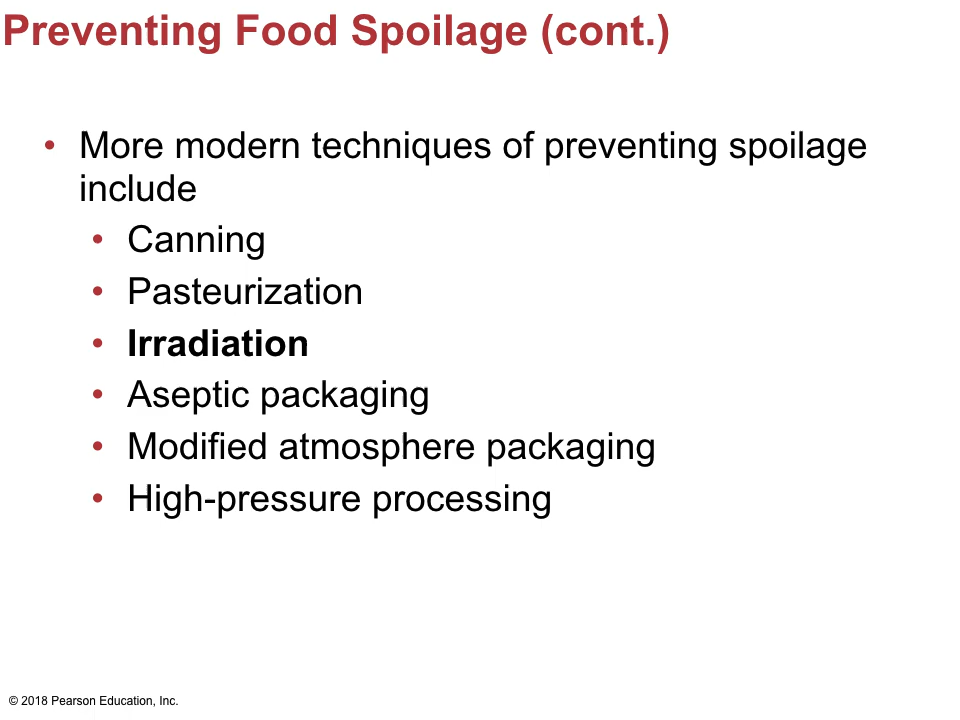 Preventing Food Spoilage (cont.)
• More modern techniques of preventing spoilage
include
• Canning
• Pasteurization
• Irradiation
• Aseptic packaging
• Modified atmosphere packaging
• High-pressure processing
© 2018 Pearson Education, Inc.